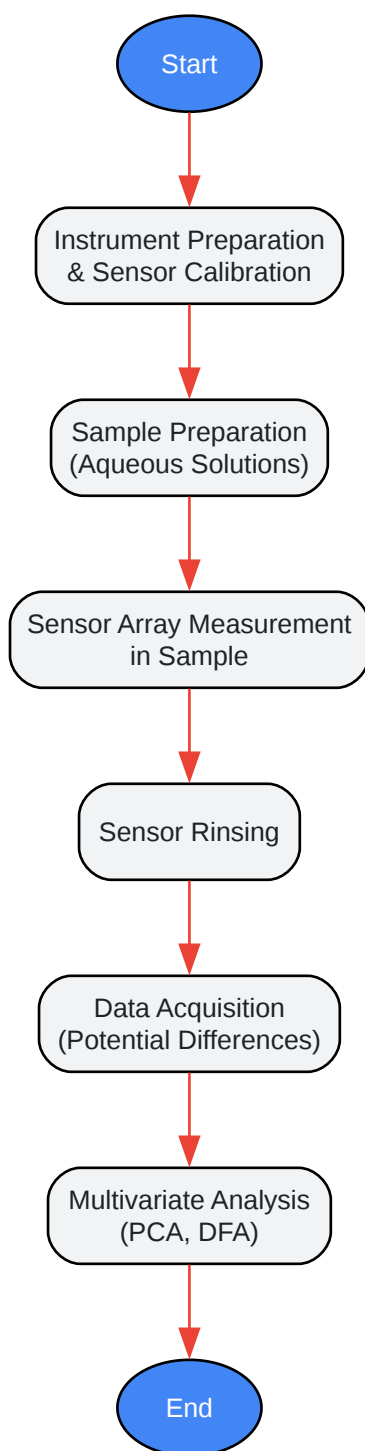 Start
Instrument Preparation
& Sensor Calibration
Sample Preparation
(Aqueous Solutions)
Sensor Array Measurement
in Sample
Sensor Rinsing
Data Acquisition
(Potential Differences)
Multivariate Analysis
(PCA, DFA)
End